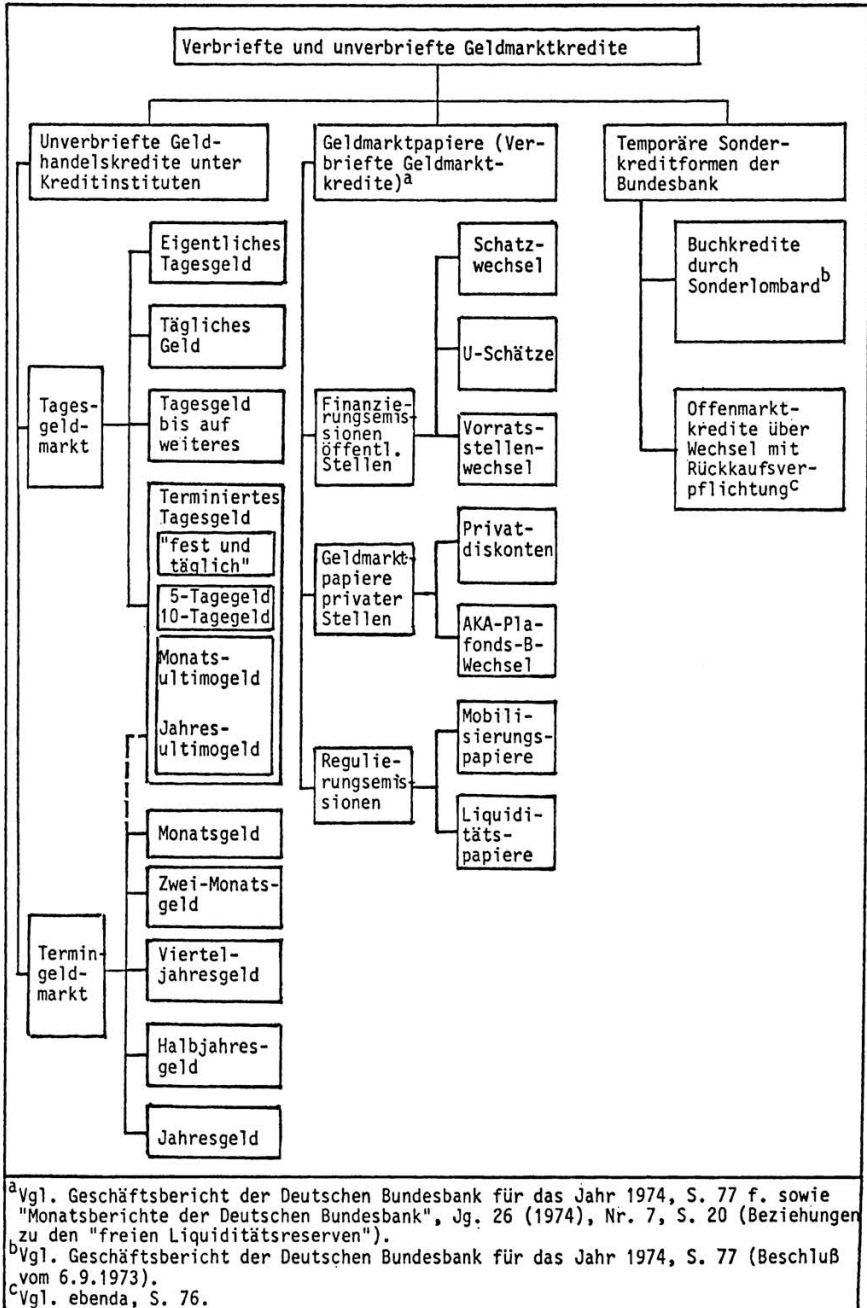 Verbriefte und unverbriefte Geldmarktkredite
Unverbriefte Geld-
handelskredite unter
Kreditinstituten
Tages-
geld-
markt
Eigentliches
Tagesgeld
Tägliches
Geld
Tagesgeld
bis auf
weiteres
Terminiertes
Tagesgeld
"fest und
täglich"
5-Tagegeld
10-Tagegeld
Monats-
ultimogeld
Jahres-
ultimogeld
Termin-
geld-
markt
Monatsgeld
Zwei-Monats-
geld
Viertel-
jahresgeld
Halbjahres-
geld
Jahresgeld
Geldmarktpapiere (Ver-
briefte Geldmarkt-
kredite)a
Finanzie-
rungsemis-
sionen
öffentl.
Stellen
Schatz-
wechsel
U-Schätze
Vorrats-
stellen-
wechsel
Geldmarkt-
papiere
privater
Stellen
Privat-
diskonten
AKA-Pla-
fonds-B-
Wechsel
Regulie-
rungsemis-
sionen
Mobili-
sierungs-
papiere
Liquidi-
täts-
papiere
Temporäre Sonder-
kreditformen der
Bundesbank
Buchkredite
durch
Sonderlombardb
Offenmarkt-
kredite über
Wechsel mit
Rückkaufsver-
pflichtungc
aVgl. Geschäftsbericht der Deutschen Bundesbank für das Jahr 1974, S. 77 f. sowie
"Monatsberichte der Deutschen Bundesbank", Jg. 26 (1974), Nr. 7, S. 20 (Beziehungen
zu den "freien Liquiditätsreserven").
bVgl. Geschäftsbericht der Deutschen Bundesbank für das Jahr 1974, S. 77 (Beschluß
vom 6.9.1973).
cVgl. ebenda, S. 76.